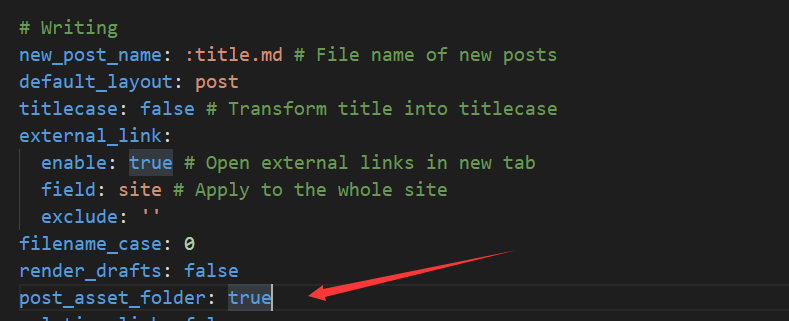 # Writing
new_post_name: :title.md # File name of new posts
default_layout: post
titlecase: false # Transform title into titlecase
external_link:
  enable: true # Open external links in new tab
  field: site # Apply to the whole site
  exclude: ''
filename_case: 0
render_drafts: false
post_asset_folder: true